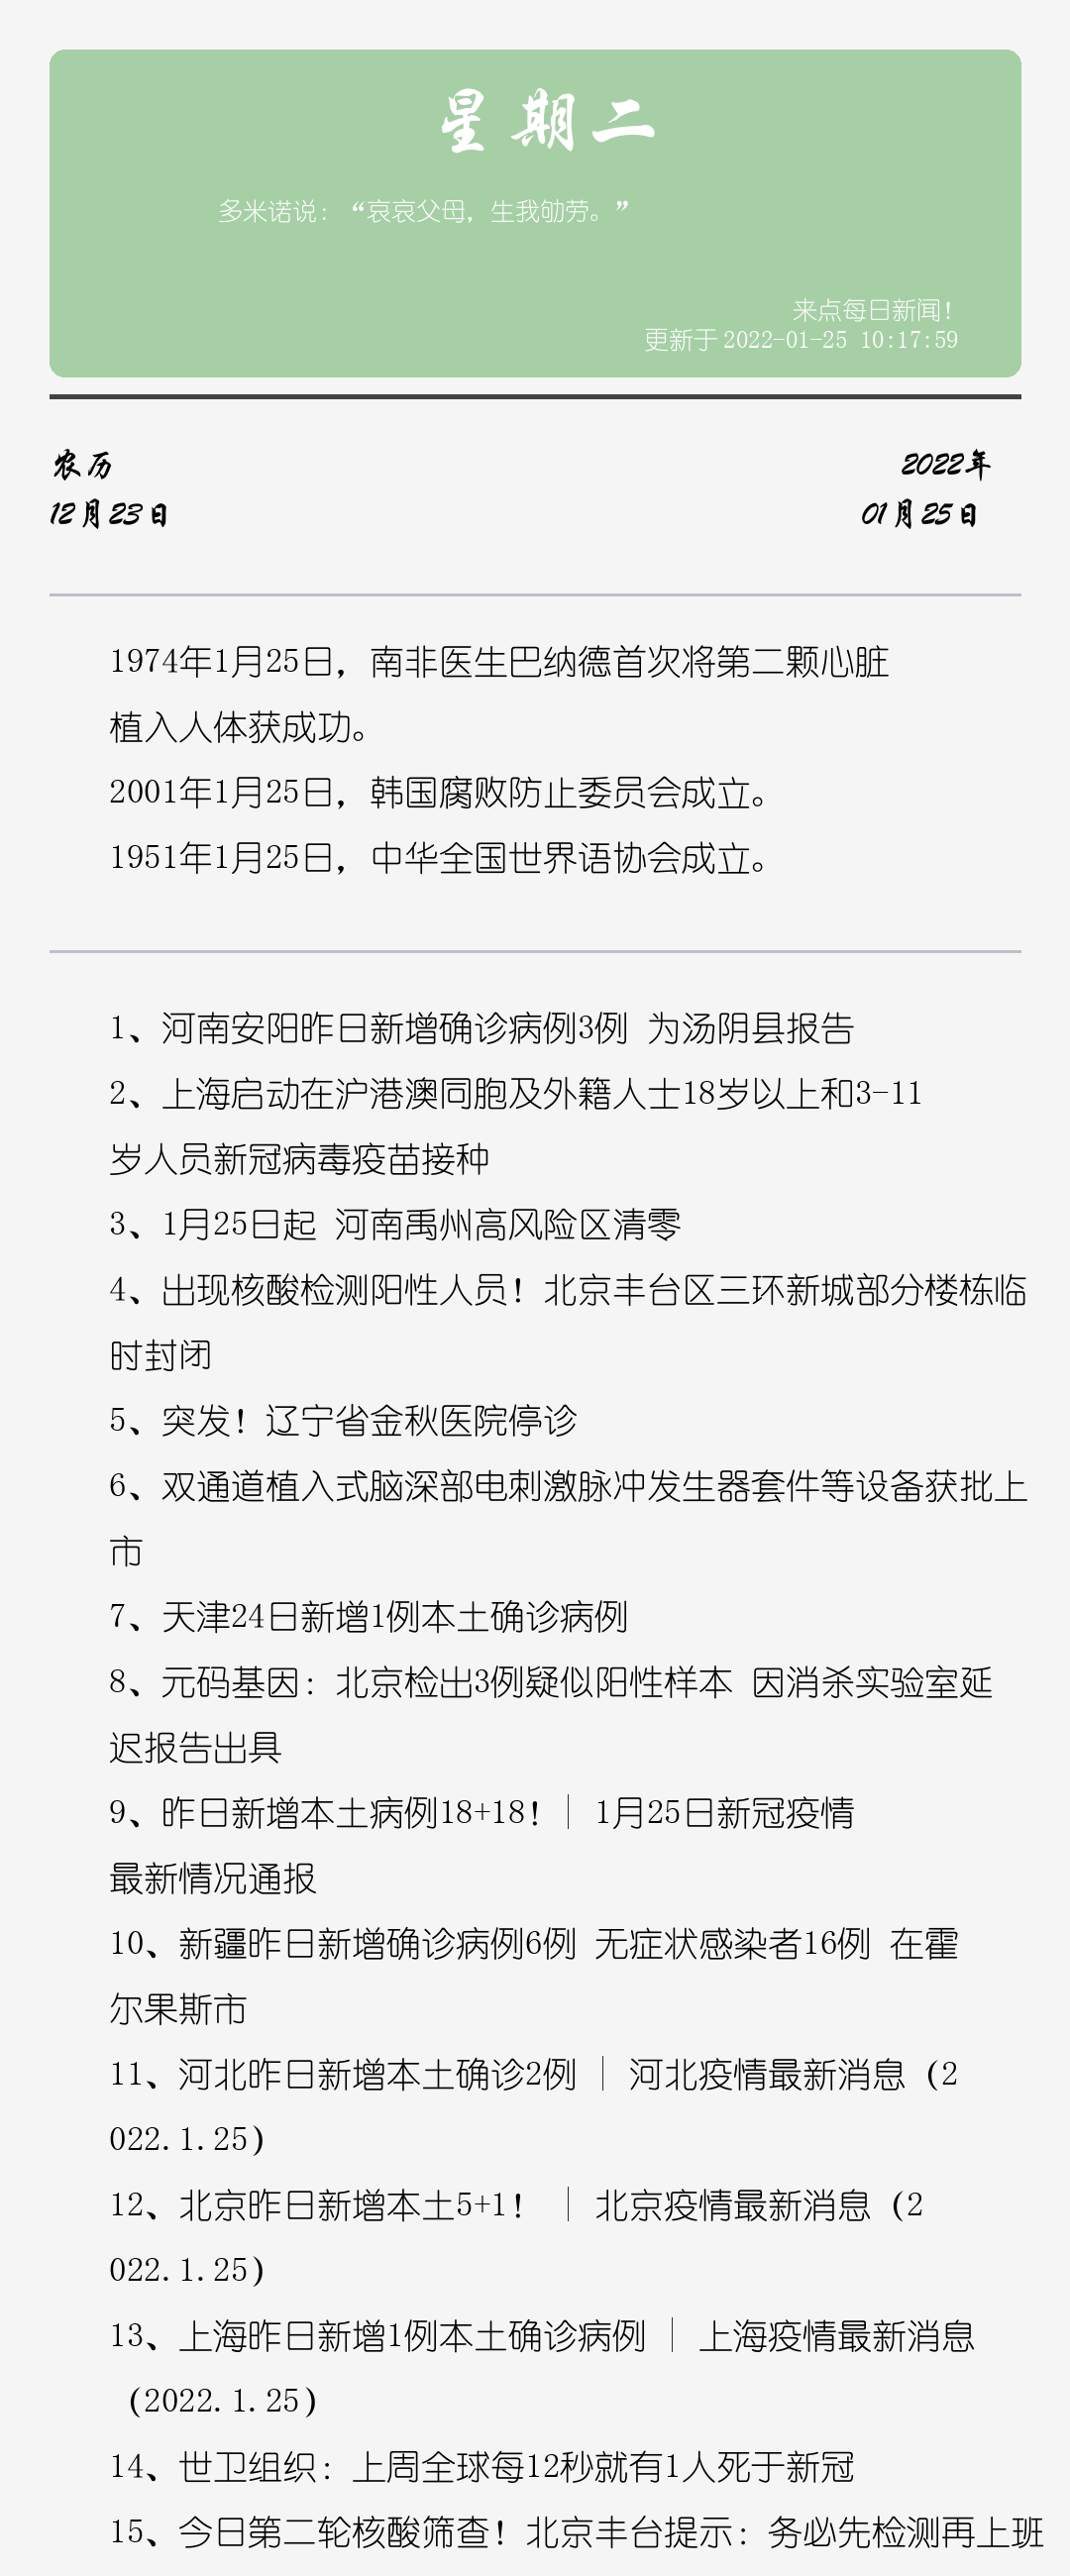 星期二
多米诺说：“哀哀父母，生我劬劳。”
来点每日新闻！
更新于 2022-01-25 10:17:59
农历
12月23日
2022年
01月25日
1974年1月25日，南非医生巴纳德首次将第二颗心脏
植入人体获成功。
2001年1月25日，韩国腐败防止委员会成立。
1951年1月25日，中华全国世界语协会成立。
1、河南安阳昨日新增确诊病例3例 为汤阴县报告
2、上海启动在沪港澳同胞及外籍人士18岁以上和3-11
岁人员新冠病毒疫苗接种
3、1月25日起 河南禹州高风险区清零
4、出现核酸检测阳性人员！北京丰台区三环新城部分楼栋临
时封闭
5、突发！辽宁省金秋医院停诊
6、双通道植入式脑深部电刺激脉冲发生器套件等设备获批上
市
7、天津24日新增1例本土确诊病例
8、元码基因：北京检出3例疑似阳性样本 因消杀实验室延
迟报告出具
9、昨日新增本土病例18+18！｜ 1月25日新冠疫情
最新情况通报
10、新疆昨日新增确诊病例6例 无症状感染者16例 在霍
尔果斯市
11、河北昨日新增本土确诊2例 ｜ 河北疫情最新消息（2
022.1.25）
12、北京昨日新增本土5+1！ ｜ 北京疫情最新消息（2
022.1.25）
13、上海昨日新增1例本土确诊病例 ｜ 上海疫情最新消息
（2022.1.25）
14、世卫组织：上周全球每12秒就有1人死于新冠
15、今日第二轮核酸筛查！北京丰台提示：务必先检测再上班